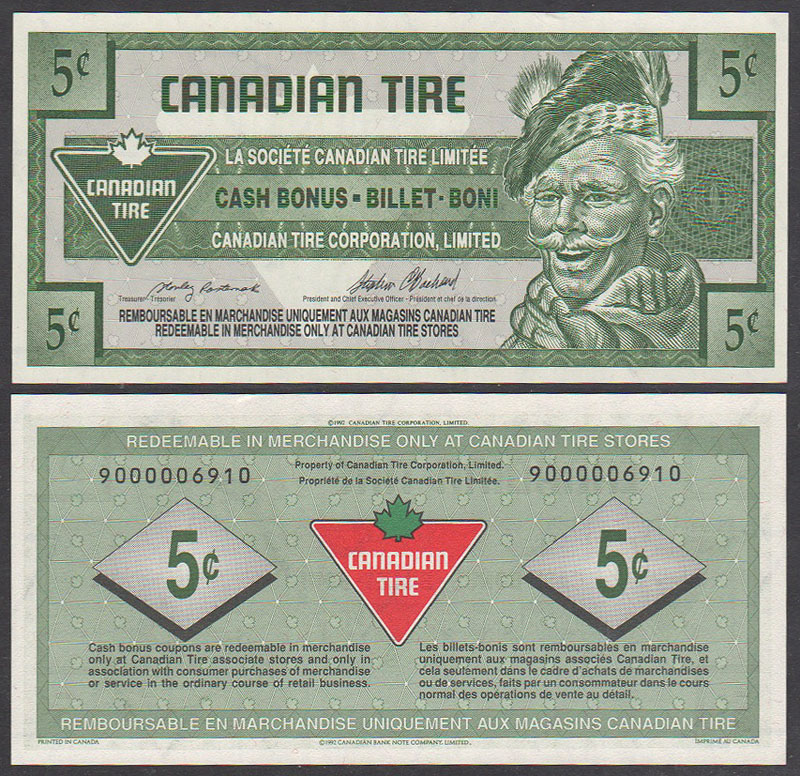 5¢
5¢
CANADIAN TIRE
LA SOCIÉTÉ CANADIAN TIRE LIMITÉE
CANADIAN
TIRE
CASH BONUS - BILLET - BONI
CANADIAN TIRE CORPORATION, LIMITED
Treasurer - Trésorier
President and Chief Executive Officer - Président et chef de la direction
5¢
5¢
REMBOURSABLE EN MARCHANDISE UNIQUEMENT AUX MAGASINS CANADIAN TIRE
REDEEMABLE IN MERCHANDISE ONLY AT CANADIAN TIRE STORES
©1992 CANADIAN TIRE CORPORATION, LIMITED.
REDEEMABLE IN MERCHANDISE ONLY AT CANADIAN TIRE STORES
9000006910
Property of Canadian Tire Corporation, Limited.
Propriété de la Société Canadian Tire Limitée.
9000006910
5¢
CANADIAN
TIRE
5¢
Cash bonus coupons are redeemable in merchandise
only at Canadian Tire associate stores and only in
association with consumer purchases of merchandise
or service in the ordinary course of retail business.
Les billets-bonis sont remboursables en marchandise
uniquement aux magasins associés Canadian Tire, et
cela seulement dans le cadre d'achats de marchandises
ou de services, faits par un consommateur dans le cours
normal des opérations de vente au détail.
REMBOURSABLE EN MARCHANDISE UNIQUEMENT AUX MAGASINS CANADIAN TIRE
PRINTED IN CANADA
©1992 CANADIAN BANK NOTE COMPANY, LIMITED.
IMPRIMÉ AU CANADA